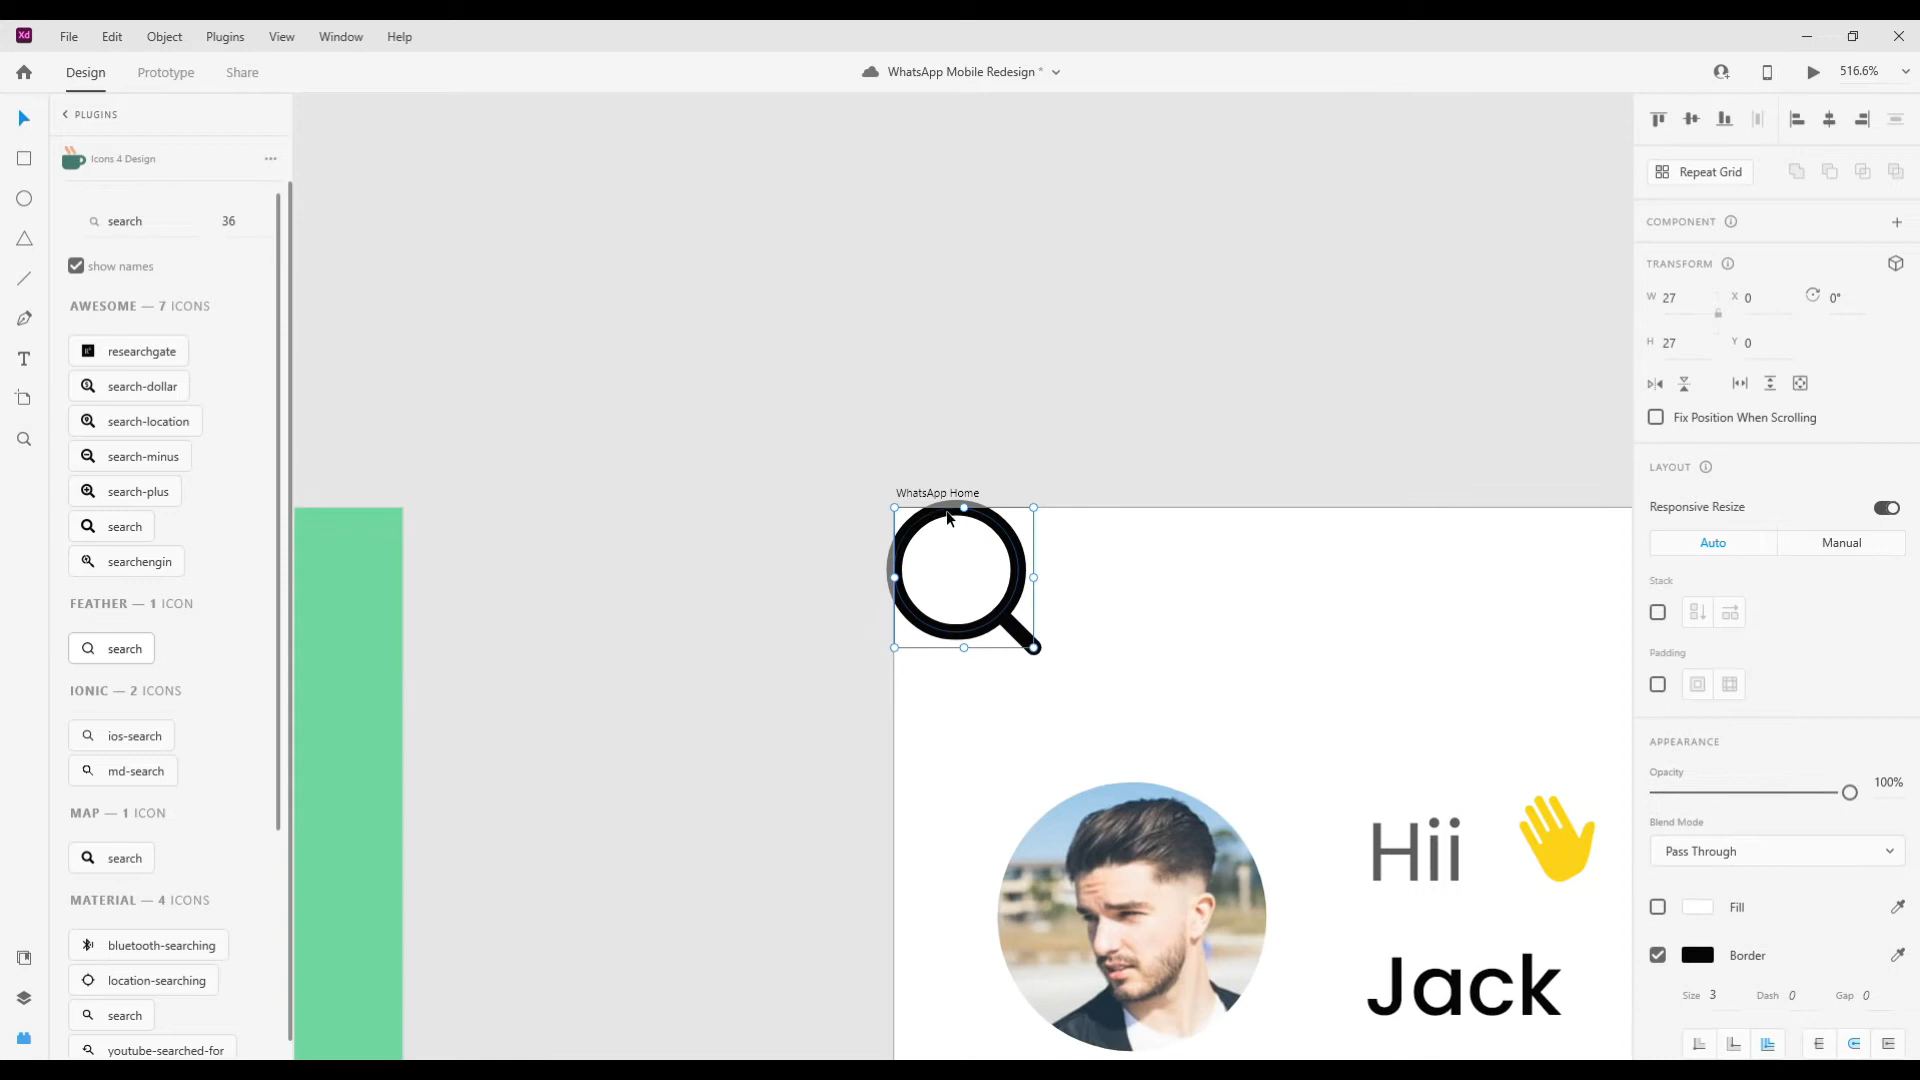 Xd File Edit Object Plugins View Window Help
Design Prototype Share
WhatsApp Mobile Redesign *
516.6%
PLUGINS
Icons 4 Design
search 36
show names
AWESOME — 7 ICONS
researchgate
search-dollar
search-location
search-minus
search-plus
search
searchengin
FEATHER — 1 ICON
search
IONIC — 2 ICONS
ios-search
md-search
MAP — 1 ICON
search
MATERIAL — 4 ICONS
bluetooth-searching
location-searching
search
youtube-searched-for
WhatsApp Home
Hii
Jack
Repeat Grid
COMPONENT
TRANSFORM
W 27 X 0 0°
H 27 Y 0
Fix Position When Scrolling
LAYOUT
Responsive Resize
Auto Manual
Stack
Padding
APPEARANCE
Opacity
100%
Blend Mode
Pass Through
Fill
Border
Size 3 Dash 0 Gap 0